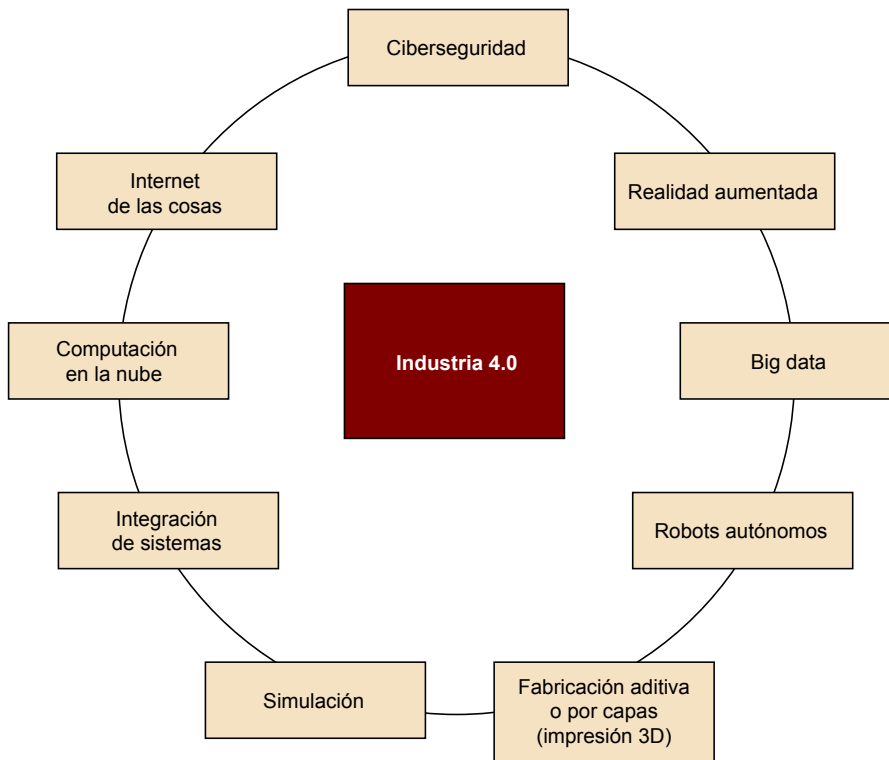 Ciberseguridad
Internet
de las cosas
Realidad aumentada
Computación
en la nube
Industria 4.0
Big data
Integración
de sistemas
Robots autónomos
Simulación
Fabricación aditiva
o por capas
(impresión 3D)